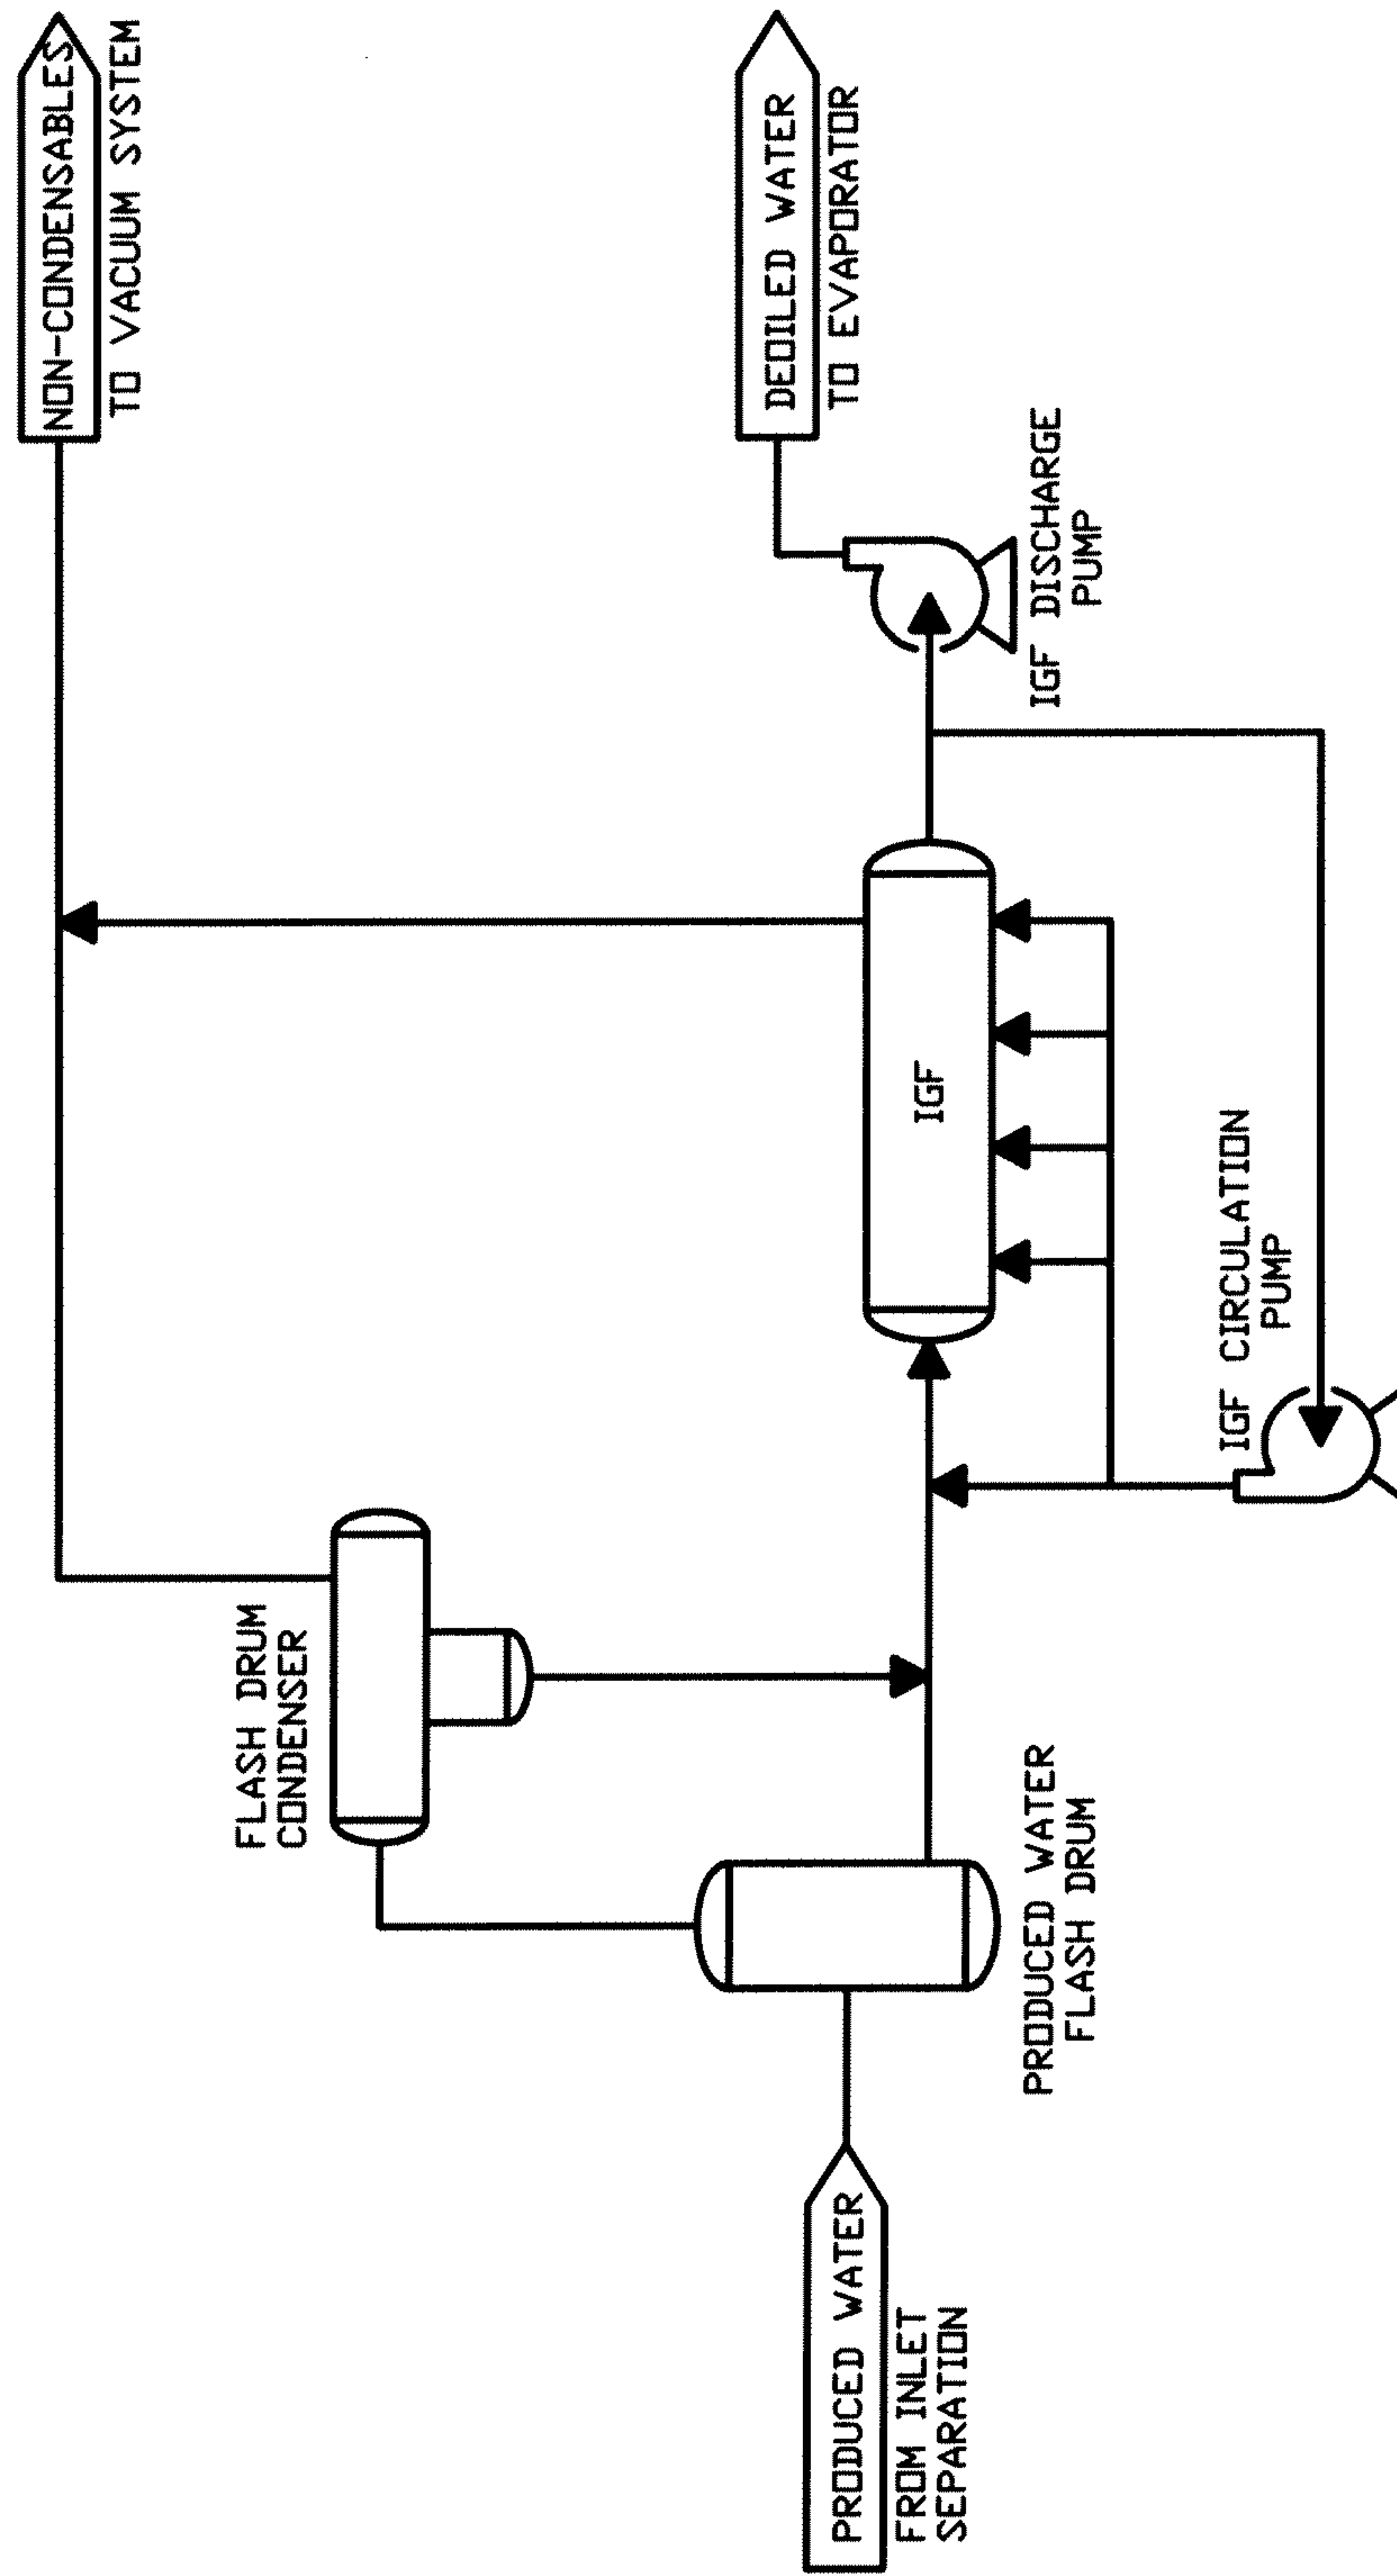 NON-CONDENSABLES
TO VACUUM SYSTEM
FLASH DRUM
CONDENSER
DEOILED WATER
TO EVAPORATOR
PRODUCED WATER
FROM INLET
SEPARATION
PRODUCED WATER
FLASH DRUM
IGF
IGF DISCHARGE
PUMP
IGF CIRCULATION
PUMP